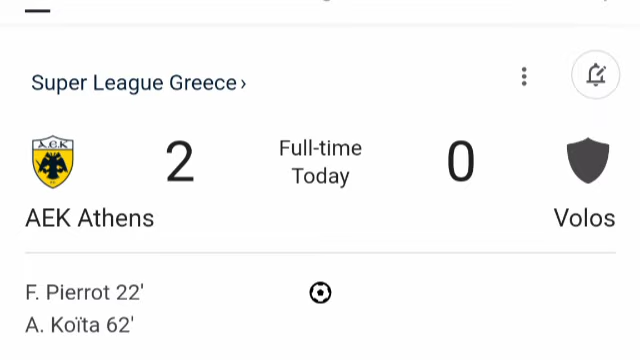 Super League Greece ›
A.E.K
2 Full-time 0
Today
AEK Athens Volos
F. Pierrot 22'
A. Koïta 62'